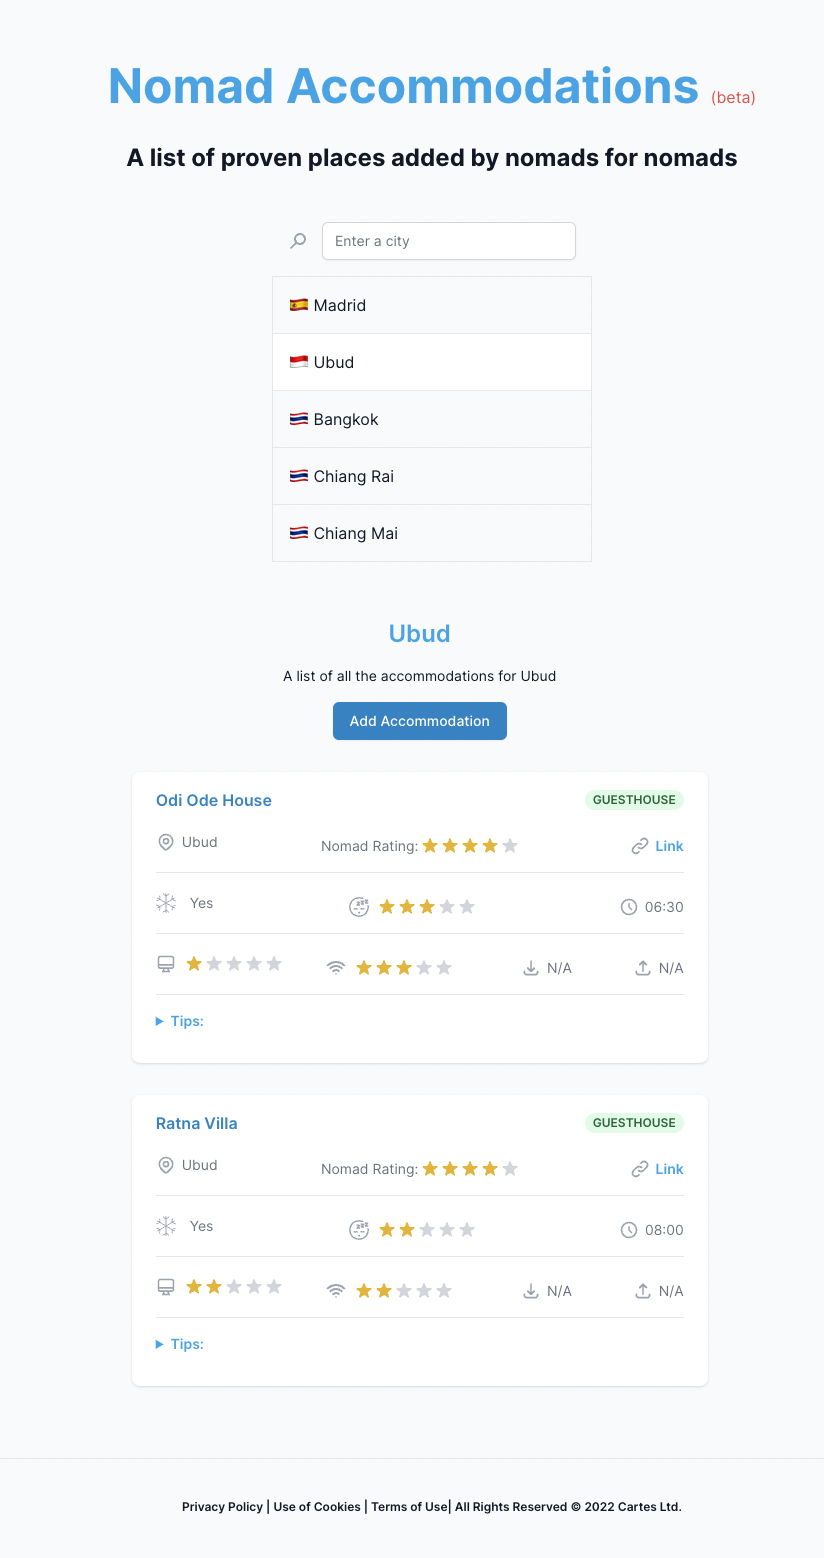 Nomad Accommodations (beta)
A list of proven places added by nomads for nomads
Enter a city
Madrid
Ubud
Bangkok
Chiang Rai
Chiang Mai
Ubud
A list of all the accommodations for Ubud
Add Accommodation
Odi Ode House GUESTHOUSE
Ubud Nomad Rating: Link
Yes 06:30
N/A N/A
Tips:
Ratna Villa GUESTHOUSE
Ubud Nomad Rating: Link
Yes 08:00
N/A N/A
Tips:
Privacy Policy | Use of Cookies | Terms of Use| All Rights Reserved © 2022 Cartes Ltd.